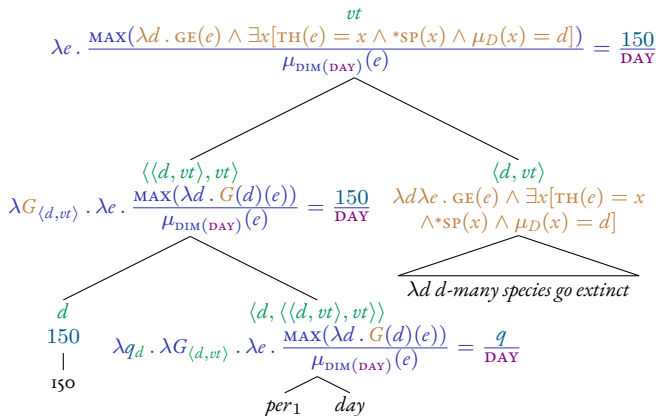 vt
λe . MAX(λd . GE(e) ∧ ∃x[TH(e) = x ∧ *SP(x) ∧ μ_D(x) = d]) / μ_DIM(DAY)(e) = 150 / DAY
⟨⟨d, vt⟩, vt⟩
λG_⟨d,vt⟩ . λe . MAX(λd . G(d)(e)) / μ_DIM(DAY)(e) = 150 / DAY
⟨d, vt⟩
λdλe . GE(e) ∧ ∃x[TH(e) = x
∧*SP(x) ∧ μ_D(x) = d]
λd d-many species go extinct
d
150
150
⟨d, ⟨⟨d, vt⟩, vt⟩⟩
λq_d . λG_⟨d,vt⟩ . λe . MAX(λd . G(d)(e)) / μ_DIM(DAY)(e) = q / DAY
per₁ day